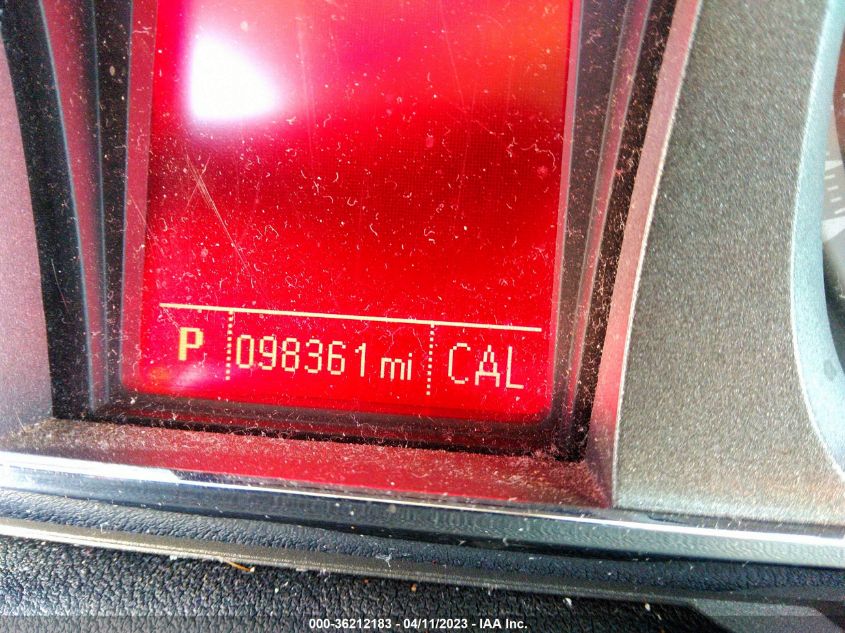 P 098361 mi CAL
000-36212183 - 04/11/2023 - IAA Inc.